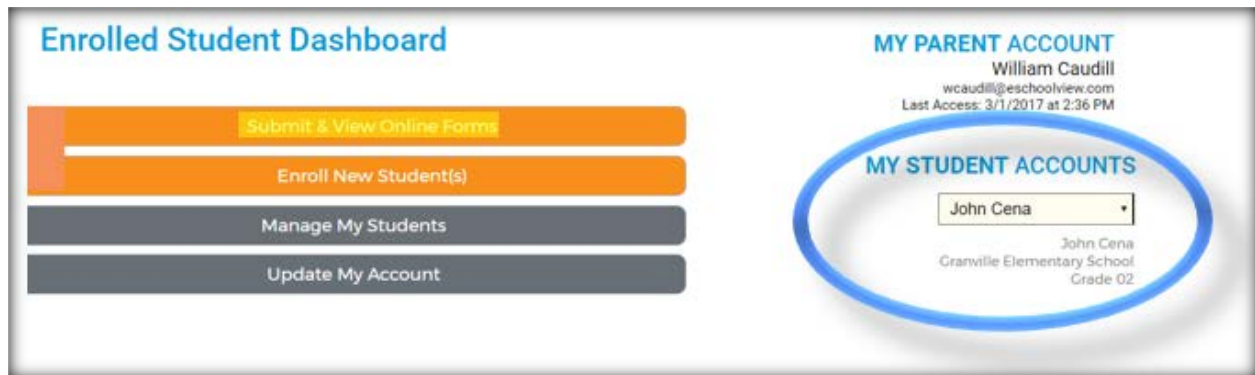 Enrolled Student Dashboard
Submit & View Online Forms
Enroll New Student(s)
Manage My Students
Update My Account
MY PARENT ACCOUNT
William Caudill
wcaudill@eschoolview.com
Last Access: 3/1/2017 at 2:36 PM
MY STUDENT ACCOUNTS
John Cena
John Cena
Granville Elementary School
Grade 02